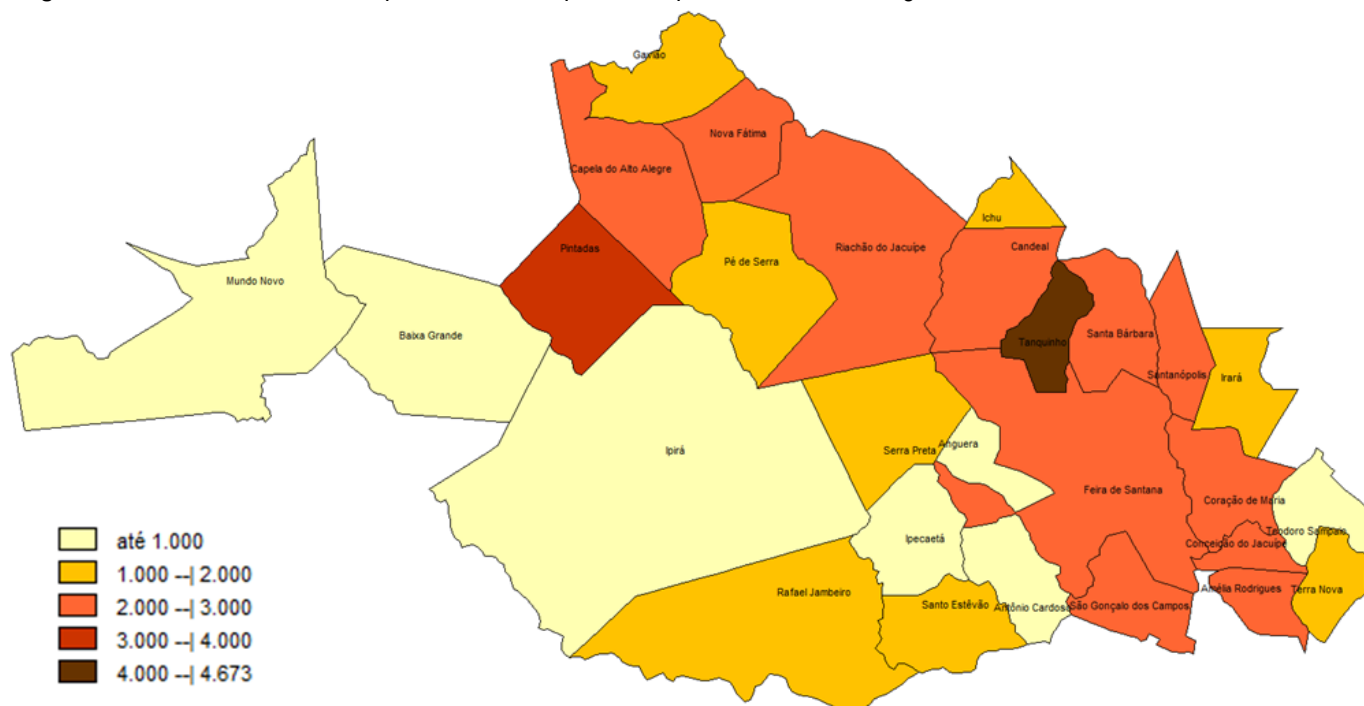 Gavião
Nova Fátima
Capela do Alto Alegre
Ichu
Pintadas
Riachão do Jacuípe
Candeal
Pé de Serra
Mundo Novo
Baixa Grande
Santa Bárbara
Tanquinho
Santanópolis
Irará
Ipirá
Serra Preta
Anguera
Feira de Santana
Coração de Maria
Teodoro Sampaio
Ipecaetá
Conceição do Jacuípe
Rafael Jambeiro
Santo Estêvão
Antônio Cardoso
São Gonçalo dos Campos
Amélia Rodrigues
Terra Nova
até 1.000
1.000 --| 2.000
2.000 --| 3.000
3.000 --| 4.000
4.000 --| 4.673